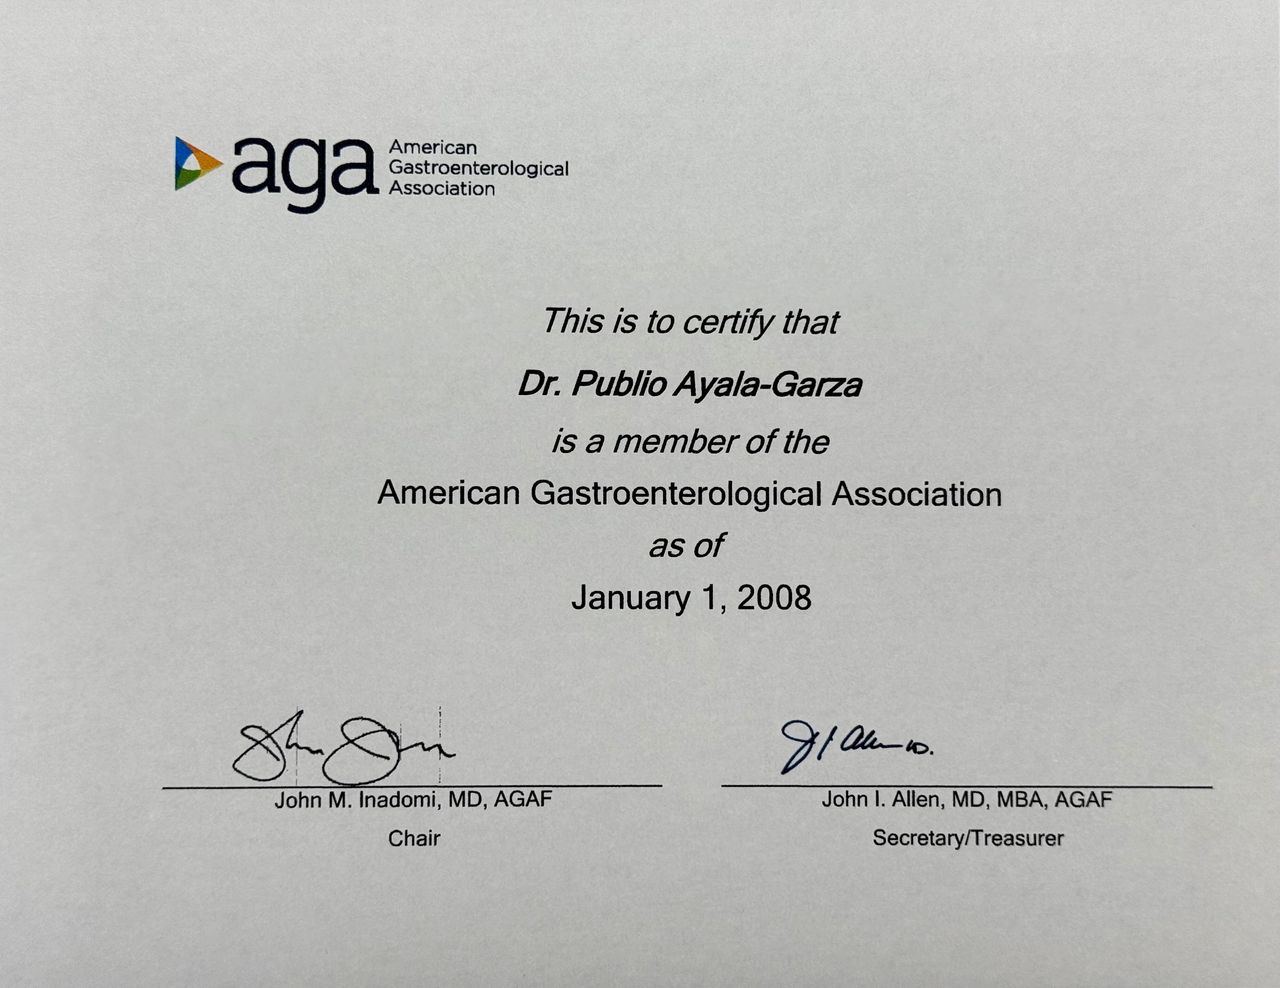 aga
American
Gastroenterological
Association
This is to certify that
Dr. Publio Ayala-Garza
is a member of the
American Gastroenterological Association
as of
January 1, 2008
John M. Inadomi, MD, AGAF
Chair
John I. Allen, MD, MBA, AGAF
Secretary/Treasurer